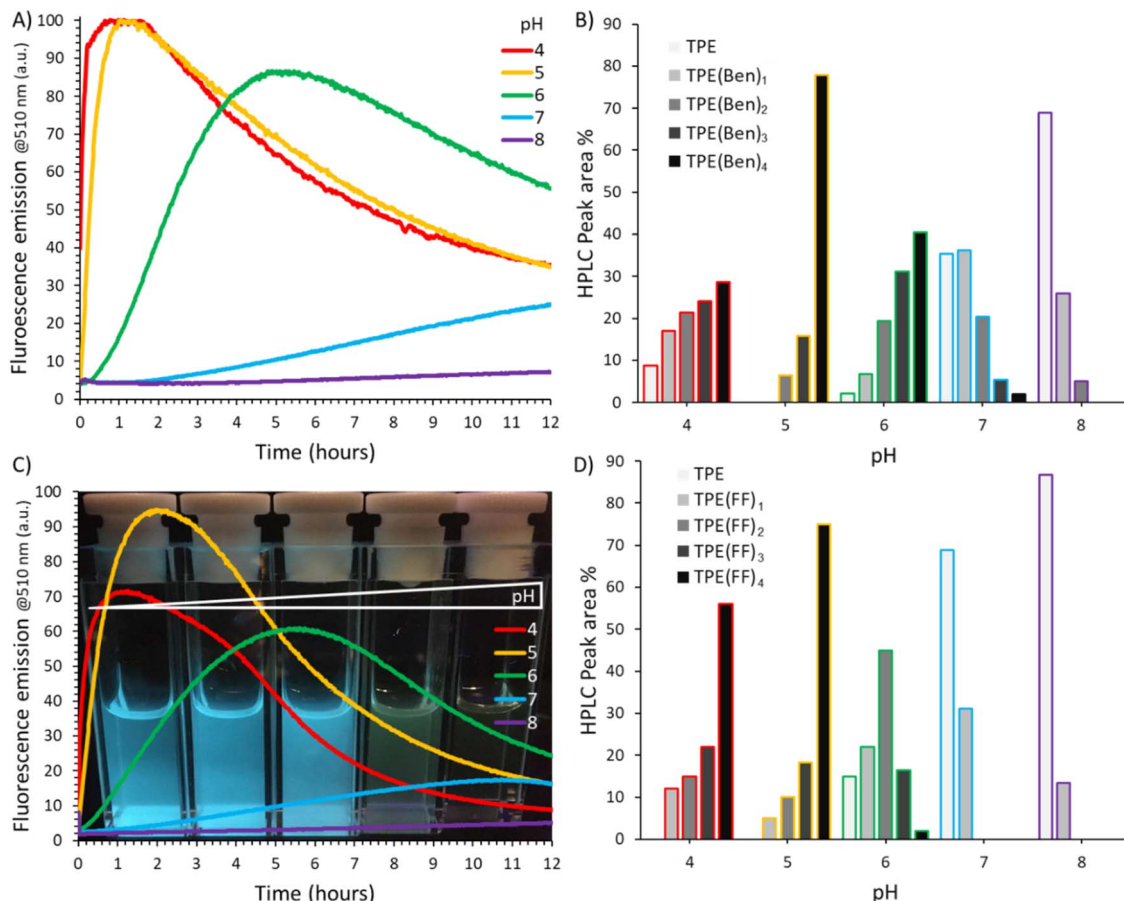 A)
Fluroescence emission @510 nm (a.u.)
100
90
80
70
60
50
40
30
20
10
0
pH
4
5
6
7
8
0 1 2 3 4 5 6 7 8 9 10 11 12
Time (hours)
B)
HPLC Peak area %
90
80
70
60
50
40
30
20
10
0
TPE
TPE(Ben)₁
TPE(Ben)₂
TPE(Ben)₃
TPE(Ben)₄
4 5 6 7 8
pH
C)
Fluorescence emission @510 nm (a.u.)
100
90
80
70
60
50
40
30
20
10
0
pH
4
5
6
7
8
0 1 2 3 4 5 6 7 8 9 10 11 12
Time (hours)
D)
HPLC Peak area %
90
80
70
60
50
40
30
20
10
0
TPE
TPE(FF)₁
TPE(FF)₂
TPE(FF)₃
TPE(FF)₄
4 5 6 7 8
pH